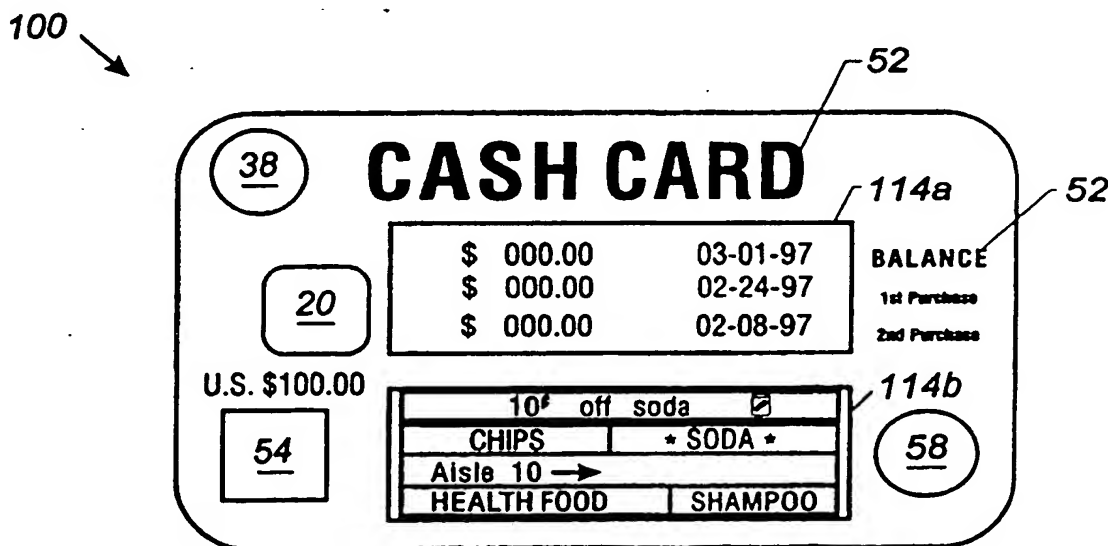 100
52
38
CASH CARD
114a
52
$ 000.00 03-01-97
BALANCE
$ 000.00 02-24-97
1st Purchase
20
$ 000.00 02-08-97
2nd Purchase
U.S. $100.00
114b
10¢ off soda
CHIPS * SODA *
54
58
Aisle 10 →
HEALTH FOOD SHAMPOO